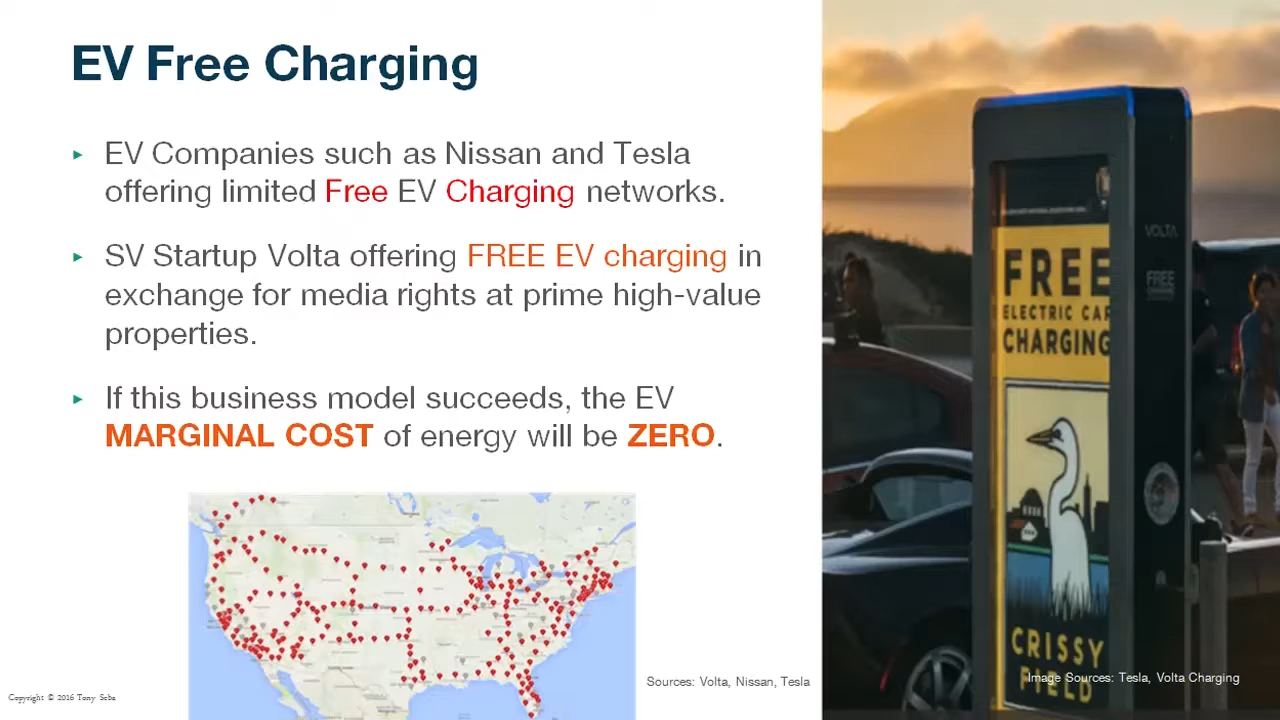 EV Free Charging
▸ EV Companies such as Nissan and Tesla
offering limited Free EV Charging networks.
▸ SV Startup Volta offering FREE EV charging in
exchange for media rights at prime high-value
properties.
▸ If this business model succeeds, the EV
MARGINAL COST of energy will be ZERO.
Sources: Volta, Nissan, Tesla
Copyright © 2016 Tony Seba
FREE
ELECTRIC CAR
CHARGING
CRISSY
FIELD
VOLTA
FREE
Image Sources: Tesla, Volta Charging